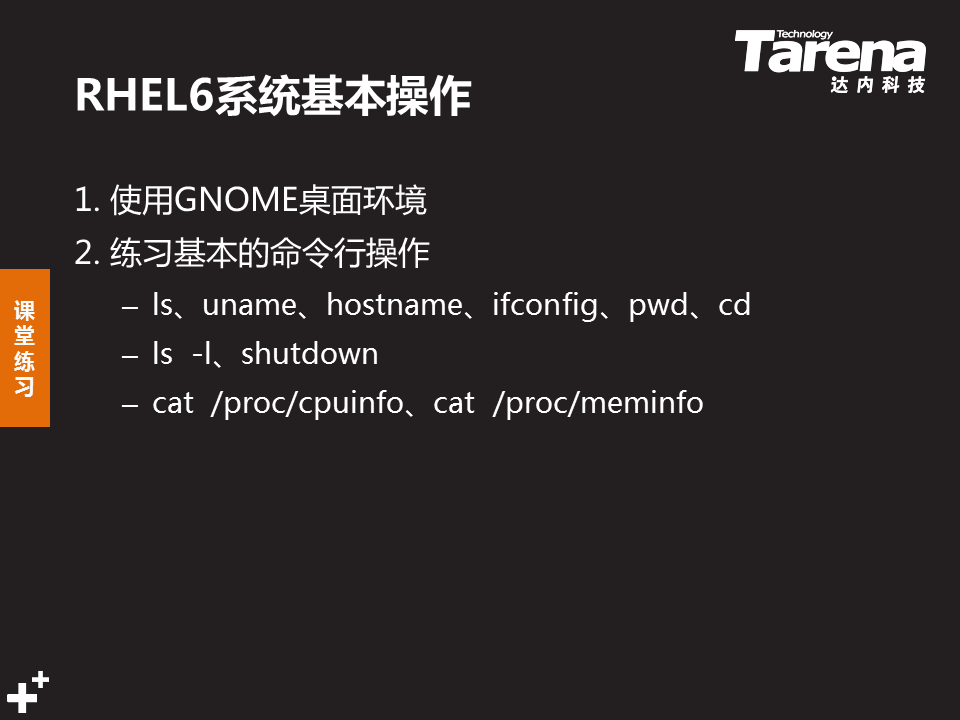 Technology
Tarena
达内科技
RHEL6系统基本操作
1. 使用GNOME桌面环境
2. 练习基本的命令行操作
– ls、uname、hostname、ifconfig、pwd、cd
– ls -l、shutdown
– cat /proc/cpuinfo、cat /proc/meminfo
课堂练习